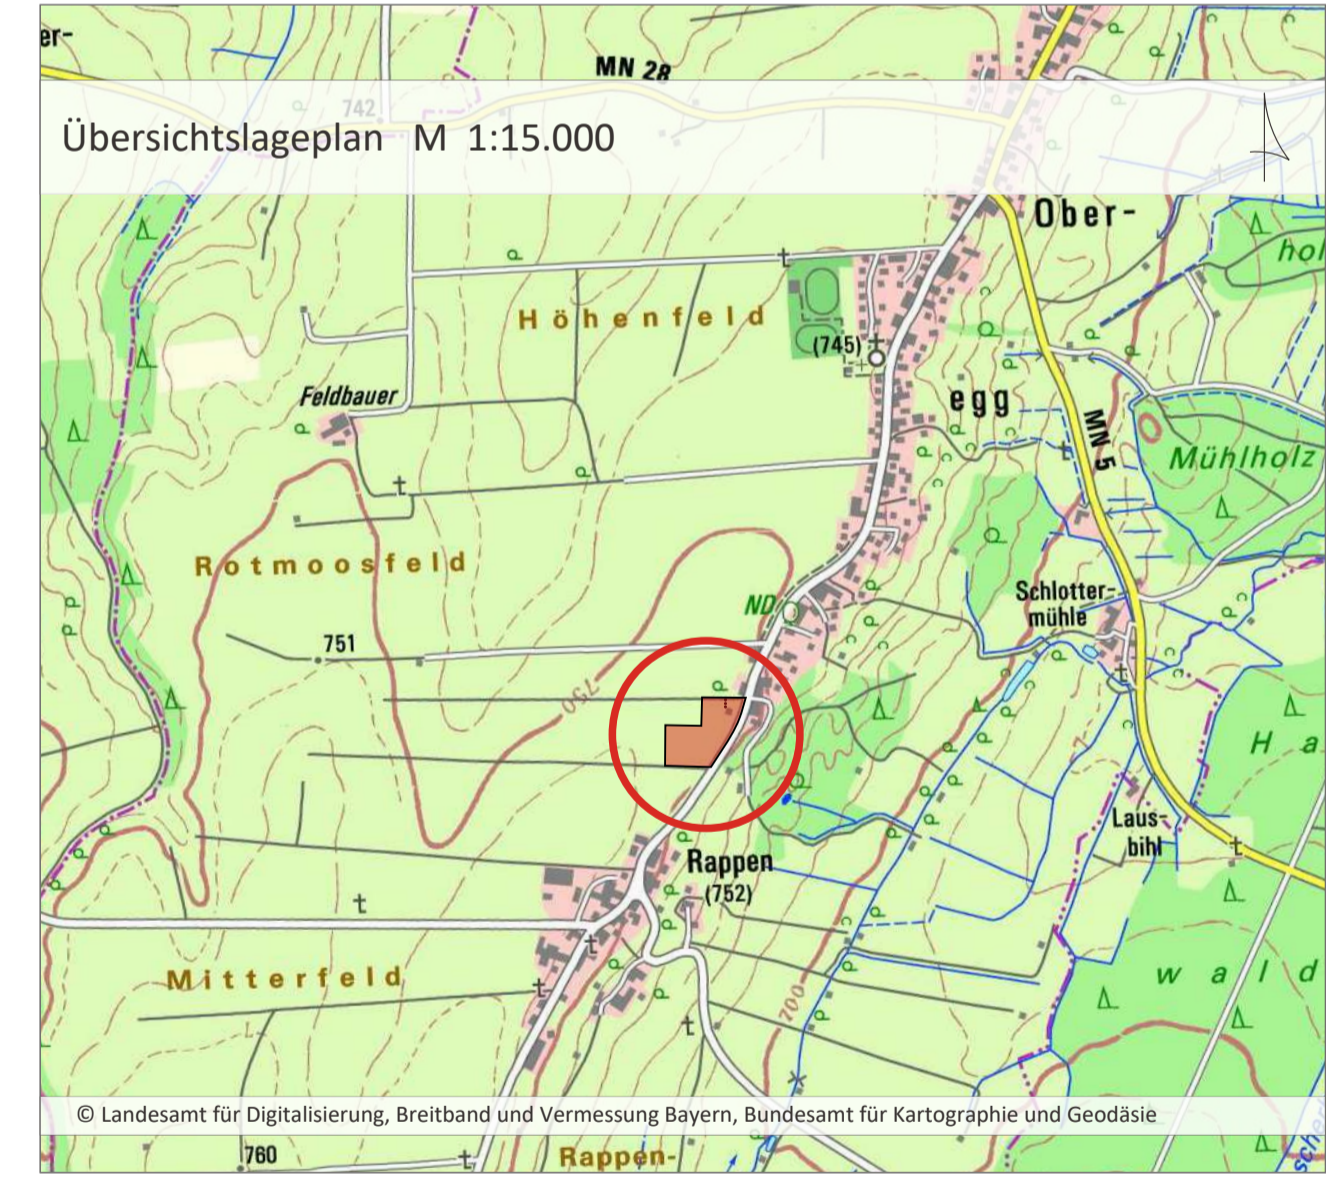 er-
MN 28
742
Übersichtslageplan M 1:15.000
Ober-
hol
Höhenfeld
(745)
Feldbauer
egg
MN 5
Mühlholz
Rotmoosfeld
ND
Schlotter-
mühle
751
750
Ha
Laus-
bihl
Rappen
(752)
Mitterfeld
wald
700
© Landesamt für Digitalisierung, Breitband und Vermessung Bayern, Bundesamt für Kartographie und Geodäsie
760
Rappen-